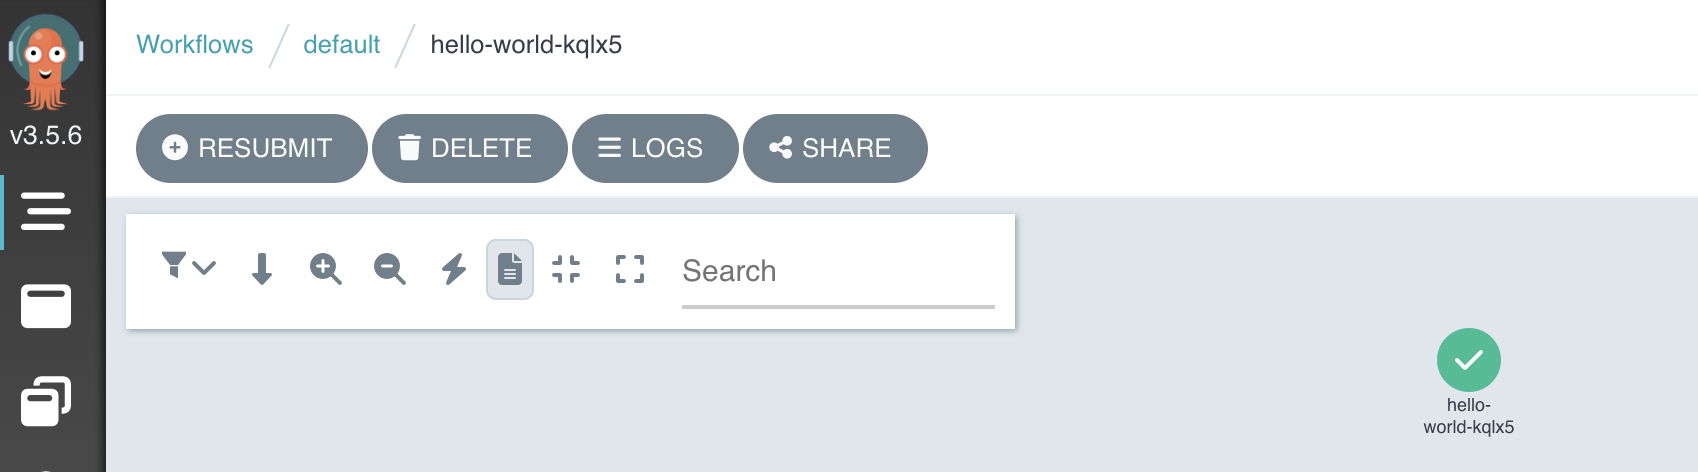 Workflows / default / hello-world-kqlx5
v3.5.6
RESUBMIT DELETE LOGS SHARE
Search
hello-
world-kqlx5